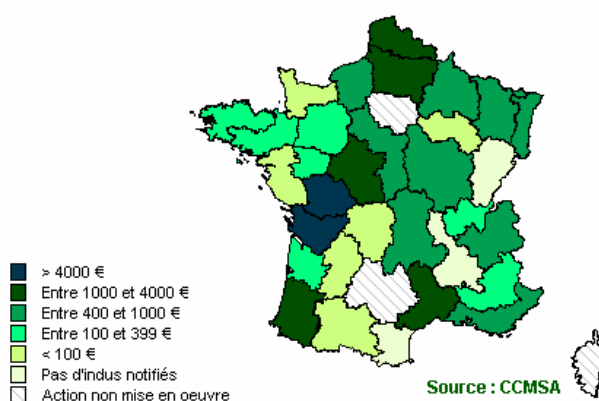 > 4000 €
Entre 1000 et 4000 €
Entre 400 et 1000 €
Entre 100 et 399 €
< 100 €
Pas d'indus notifiés
Action non mise en oeuvre
Source : CCMSA